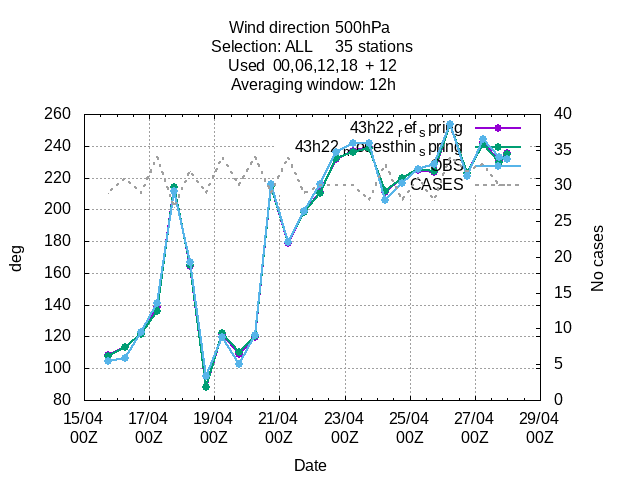 Wind direction 500hPa
Selection: ALL 35 stations
Used 00,06,12,18 + 12
Averaging window: 12h
43h22_ref_spring
OBS
CASES
deg
No cases
260
240
220
200
180
160
140
120
100
80
40
35
30
25
20
15
10
5
0
15/04 17/04 19/04 21/04 23/04 25/04 27/04 29/04
00Z 00Z 00Z 00Z 00Z 00Z 00Z 00Z
Date